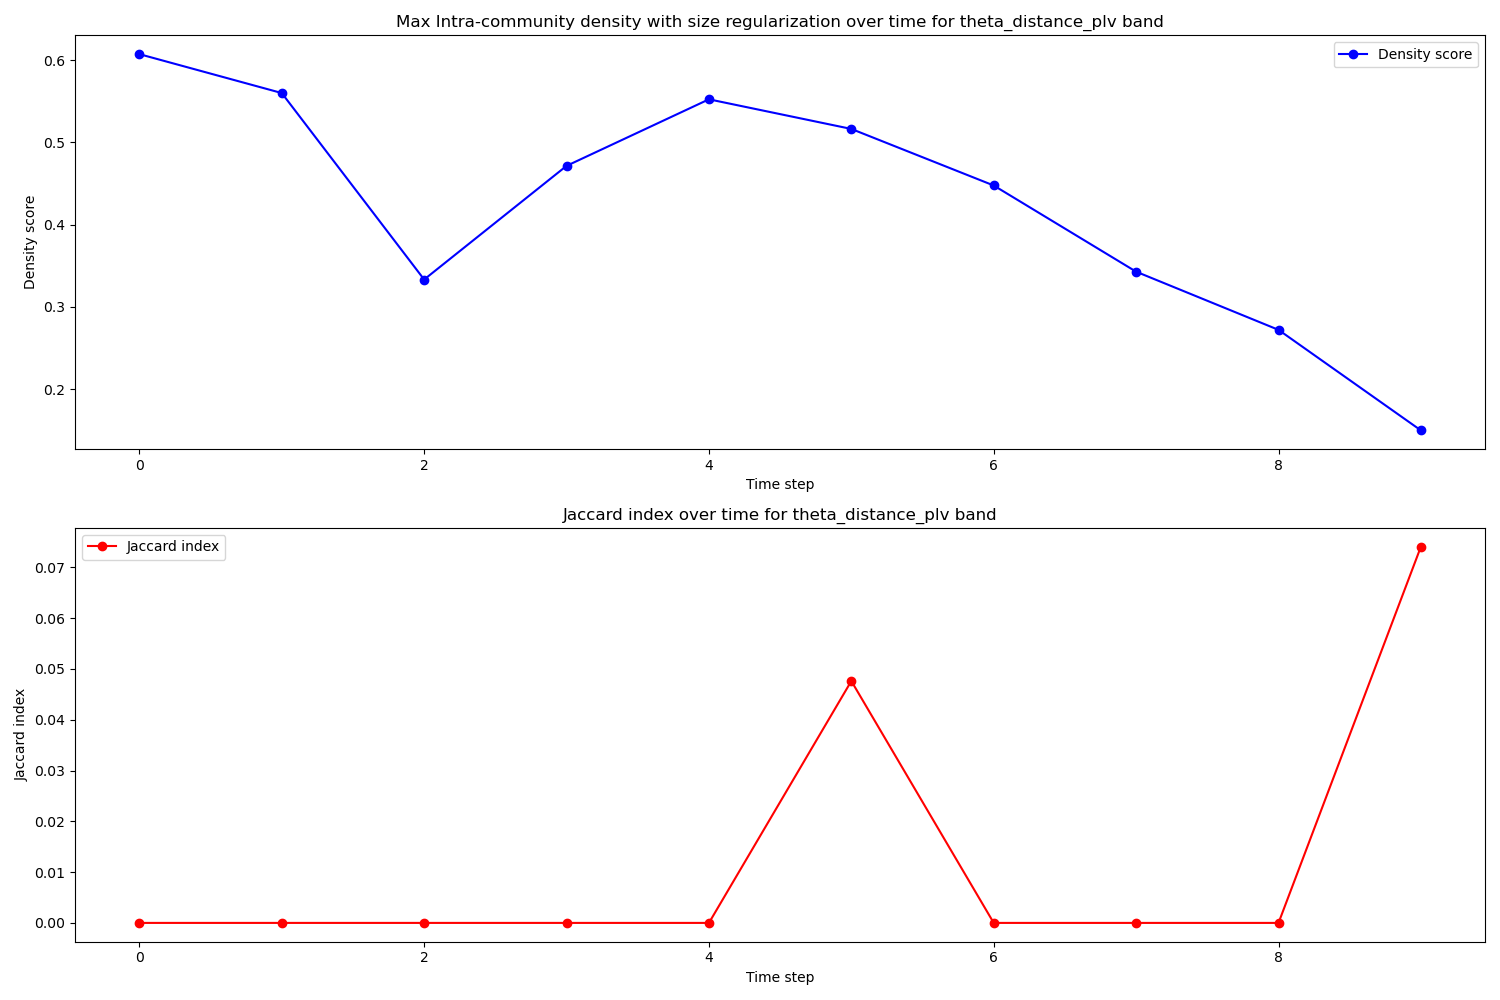 Max Intra-community density with size regularization over time for theta_distance_plv band
Density score
0.6
0.5
0.4
0.3
0.2
Density score
0 2 4 6 8
Time step
Jaccard index over time for theta_distance_plv band
Jaccard index
0.07
0.06
0.05
0.04
0.03
0.02
0.01
0.00
Jaccard index
0 2 4 6 8
Time step